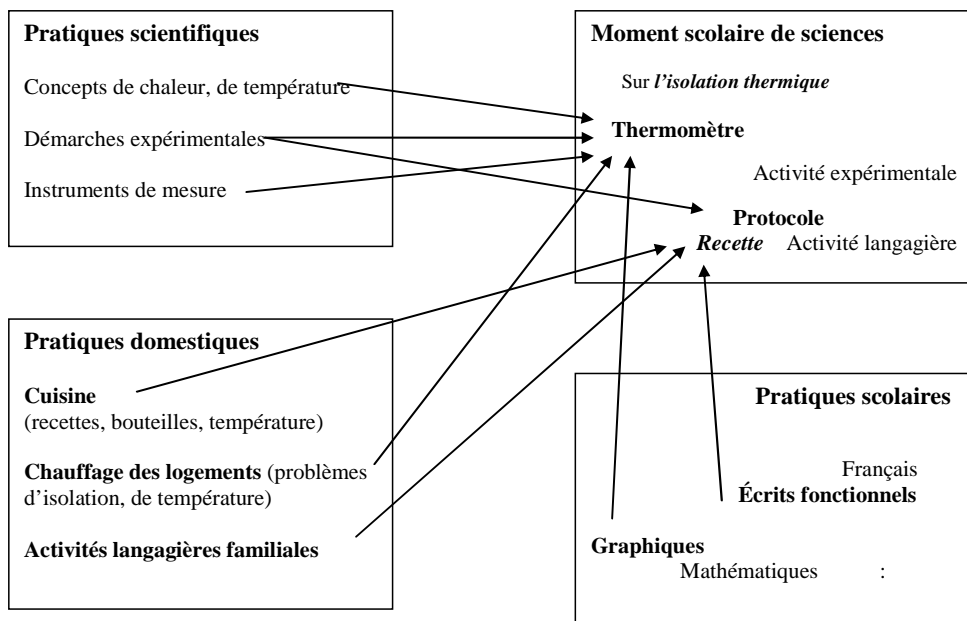 Pratiques scientifiques
Concepts de chaleur, de température
Démarches expérimentales
Instruments de mesure
Moment scolaire de sciences
Sur l’isolation thermique
Thermomètre
Activité expérimentale
Protocole
Recette Activité langagière
Pratiques domestiques
Cuisine
(recettes, bouteilles, température)
Chauffage des logements (problèmes
d’isolation, de température)
Activités langagières familiales
Pratiques scolaires
Français
Écrits fonctionnels
Graphiques
Mathématiques :